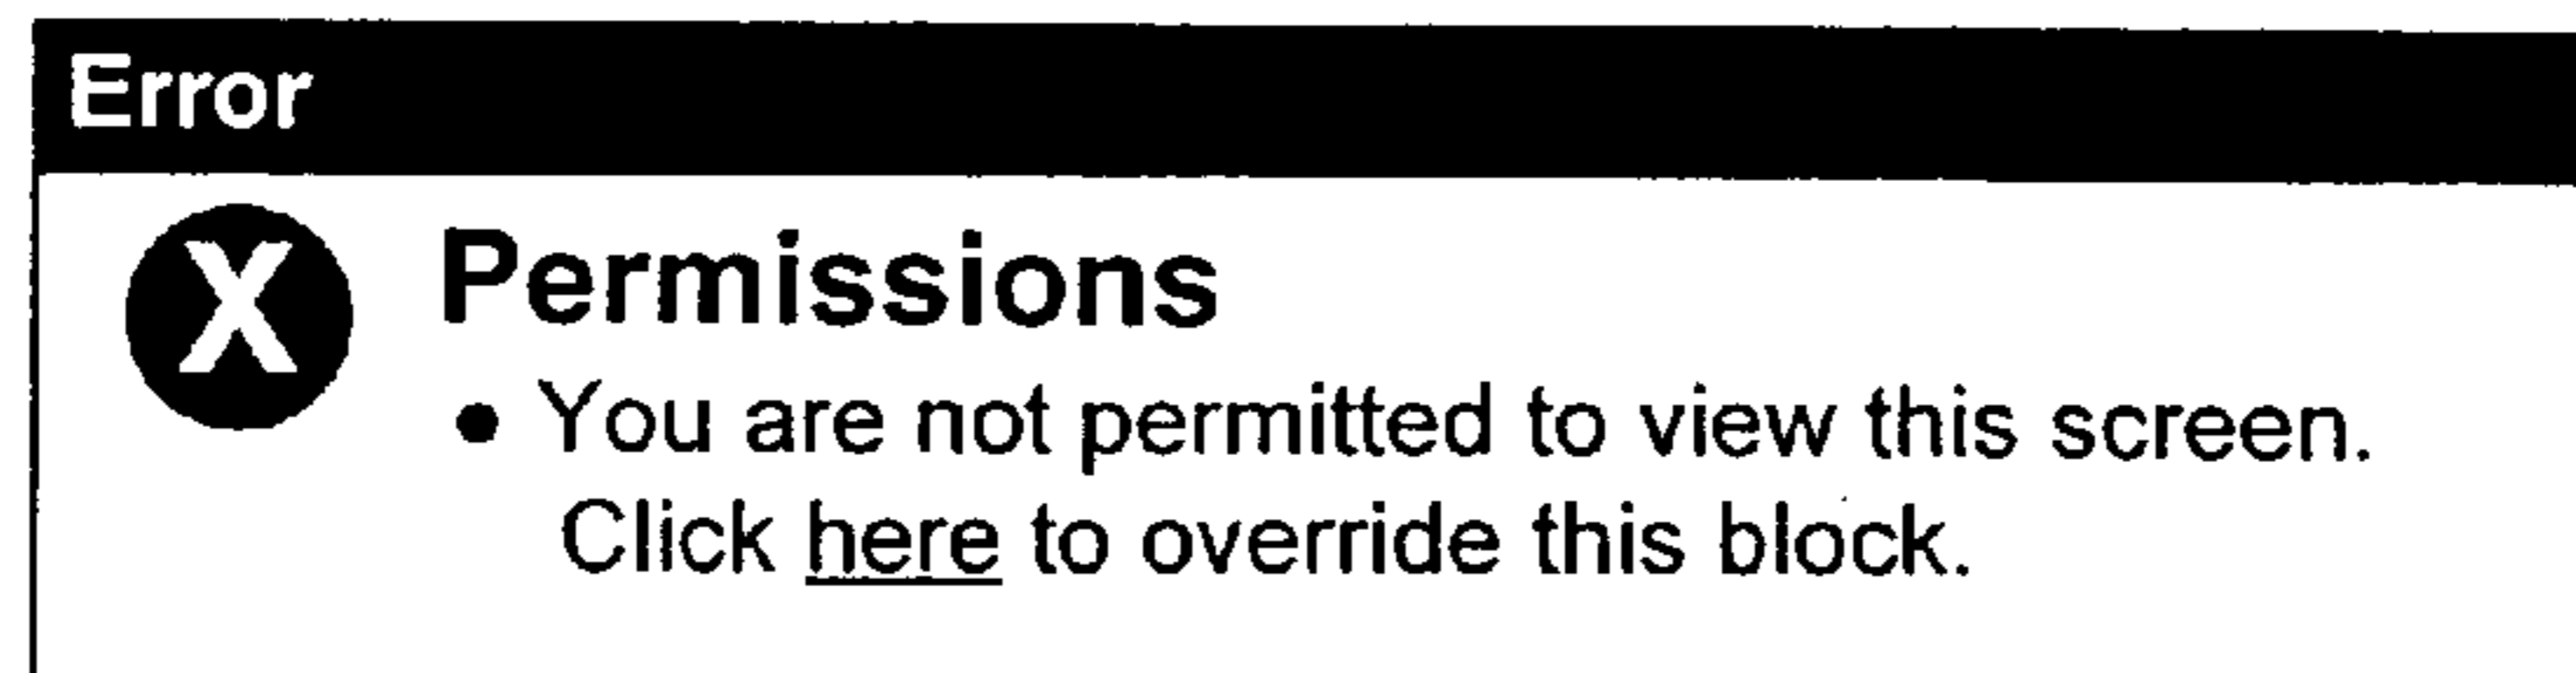 Error
X
Permissions
• You are not permitted to view this screen.
Click here to override this block.